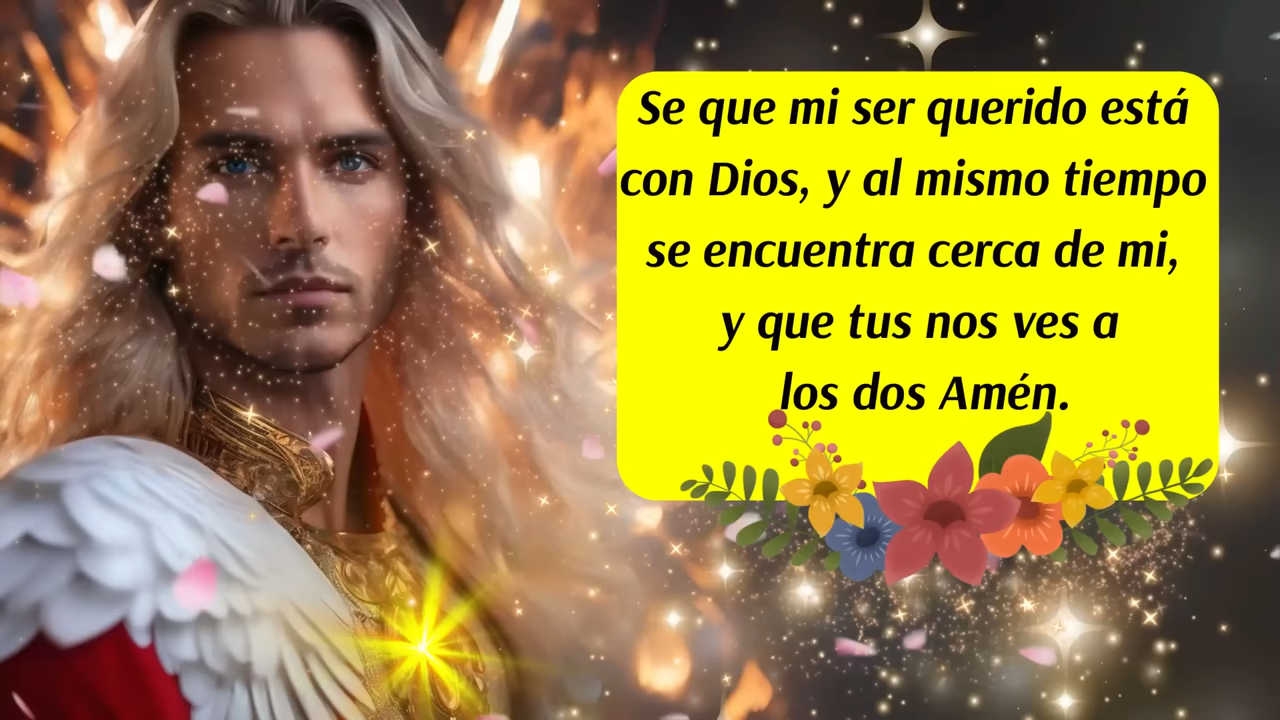 Se que mi ser querido está
con Dios, y al mismo tiempo
se encuentra cerca de mi,
y que tus nos ves a
los dos Amén.